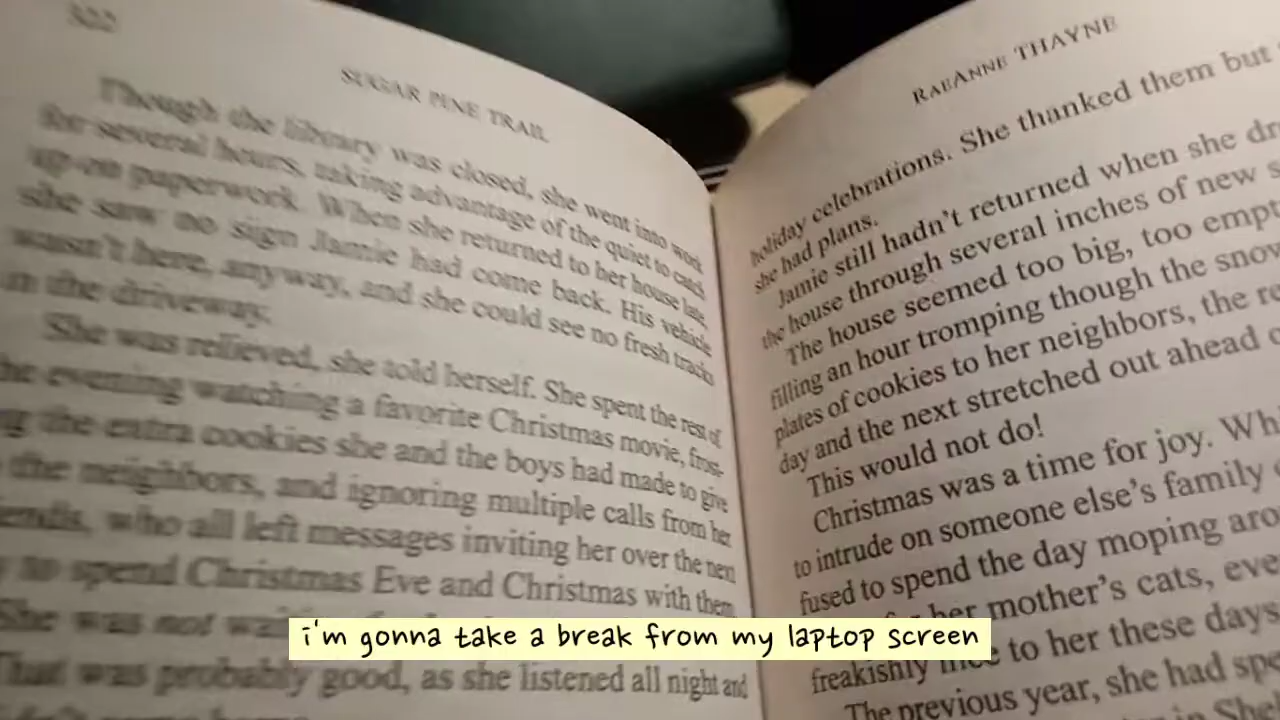 322
SUGAR PINE TRAIL
Though the library was closed, she went into work
for several hours, taking advantage of the quiet to catch
up on paperwork. When she returned to her house late,
she saw no sign Jamie had come back. His vehicle
wasn't here, anyway, and she could see no fresh tracks
in the driveway.
She was relieved, she told herself. She spent the rest of
the evening watching a favorite Christmas movie, frost-
the extra cookies she and the boys had made to give
the neighbors, and ignoring multiple calls from her
who all left messages inviting her over the next
to spend Christmas Eve and Christmas with them
She was not
That was probably good, as she listened all night and
RAEANNE THAYNE
holiday celebrations. She thanked them but
she had plans.
Jamie still hadn't returned when she
the house through several inches of new
The house seemed too big, too
filling an hour tromping though the
plates of cookies to her neighbors, the
day and the next stretched out ahead
This would not do!
Christmas was a time for joy.
to intrude on someone else's family
fused to spend the day moping
her mother's cats,
freakishly nice to her these days
The previous year, she had
i'm gonna take a break from my laptop screen